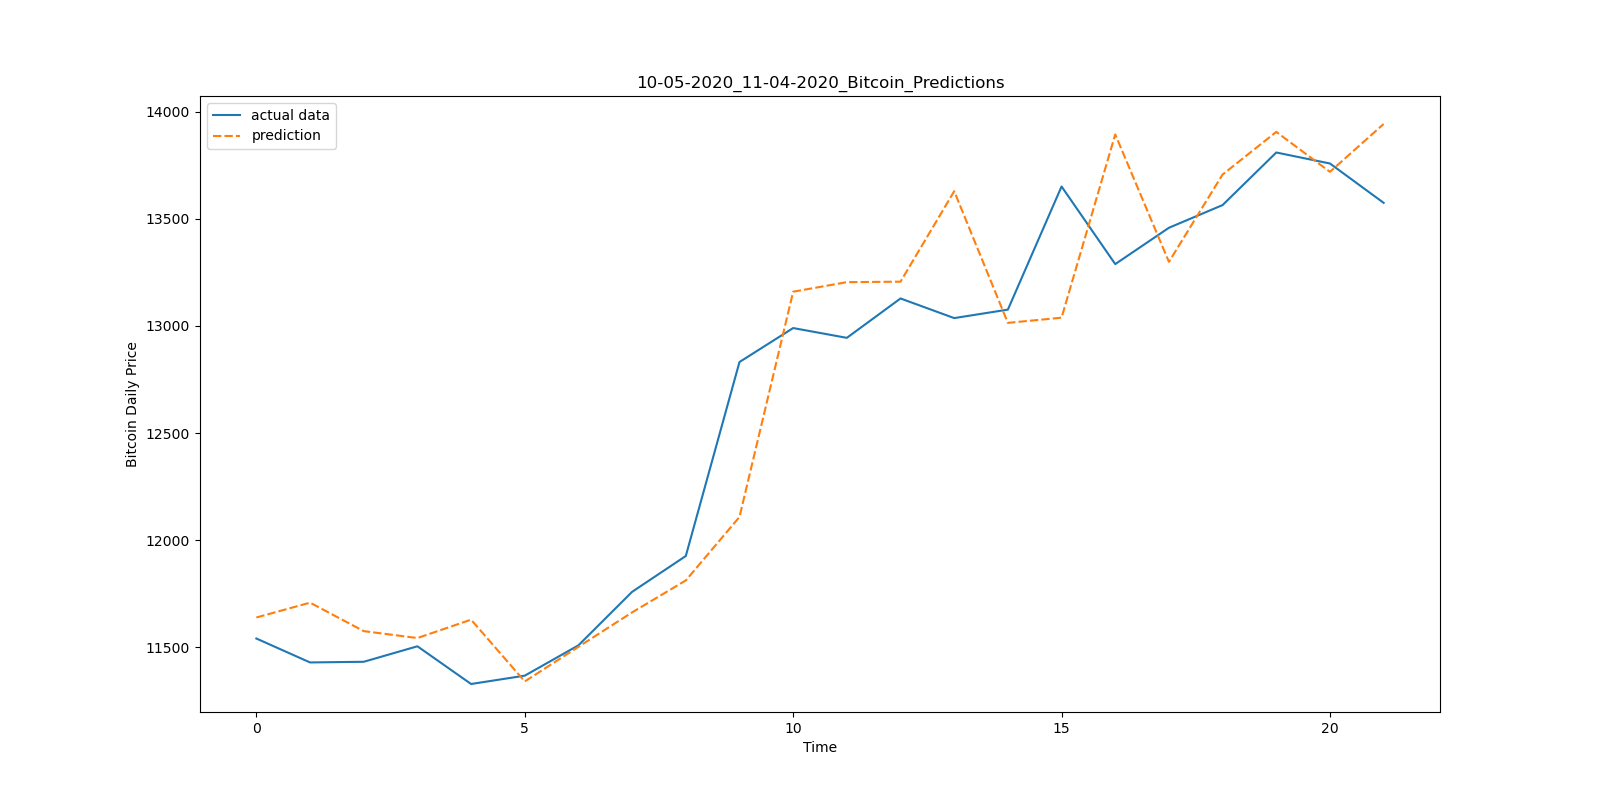 10-05-2020_11-04-2020_Bitcoin_Predictions
actual data
prediction
14000
13500
13000
12500
12000
11500
Bitcoin Daily Price
0
5
10
15
20
Time